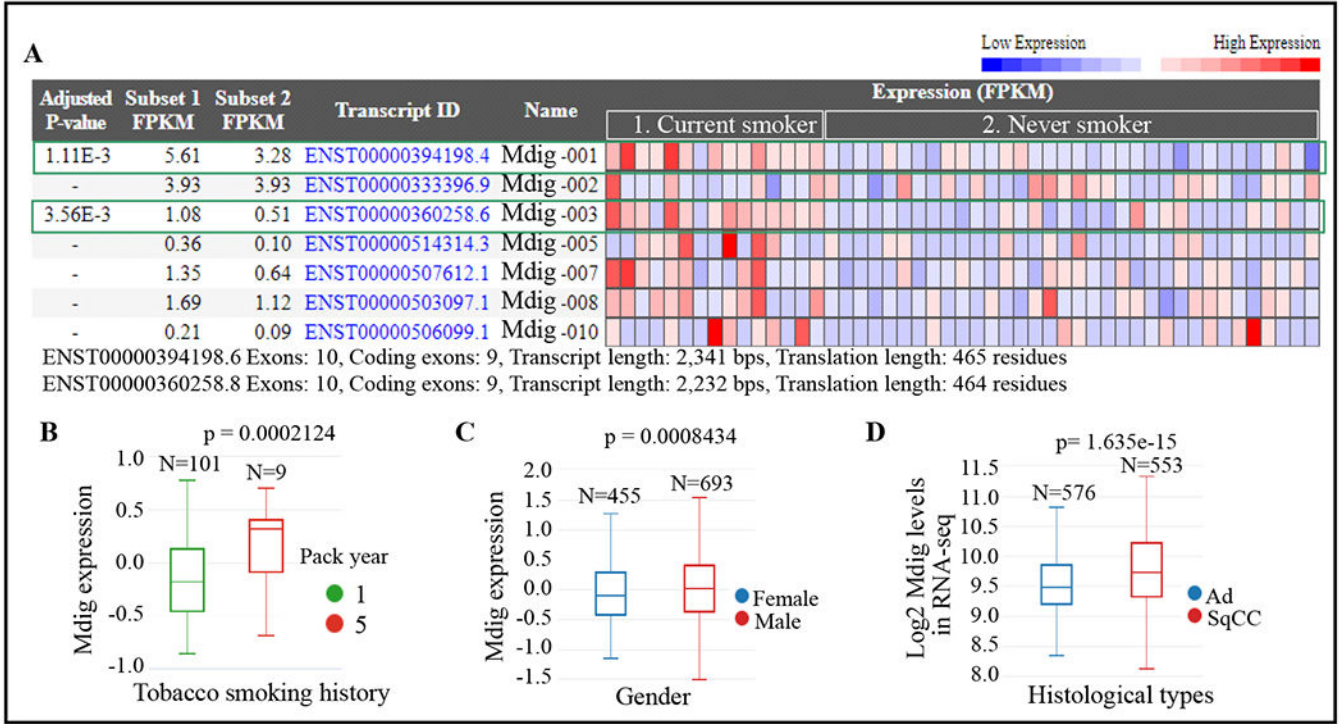 A
Low Expression High Expression
Adjusted P-value Subset 1 FPKM Subset 2 FPKM Transcript ID Name Expression (FPKM)
1. Current smoker 2. Never smoker
1.11E-3 5.61 3.28 ENST00000394198.4 Mdig -001
- 3.93 3.93 ENST00000333396.9 Mdig -002
3.56E-3 1.08 0.51 ENST00000360258.6 Mdig -003
- 0.36 0.10 ENST00000514314.3 Mdig -005
- 1.35 0.64 ENST00000507612.1 Mdig -007
- 1.69 1.12 ENST00000503097.1 Mdig -008
- 0.21 0.09 ENST00000506099.1 Mdig -010
ENST00000394198.6 Exons: 10, Coding exons: 9, Transcript length: 2,341 bps, Translation length: 465 residues
ENST00000360258.8 Exons: 10, Coding exons: 9, Transcript length: 2,232 bps, Translation length: 464 residues
B
p = 0.0002124
N=101 N=9
Mdig expression
1.0
0.5
0.0
-0.5
-1.0
Pack year
1
5
Tobacco smoking history
C
p = 0.0008434
N=455 N=693
Mdig expression
2.0
1.5
1.0
0.5
0.0
-0.5
-1.0
-1.5
Female
Male
Gender
D
p= 1.635e-15
N=576 N=553
Log2 Mdig levels
in RNA-seq
11.5
11.0
10.5
10.0
9.5
9.0
8.5
8.0
Ad
SqCC
Histological types